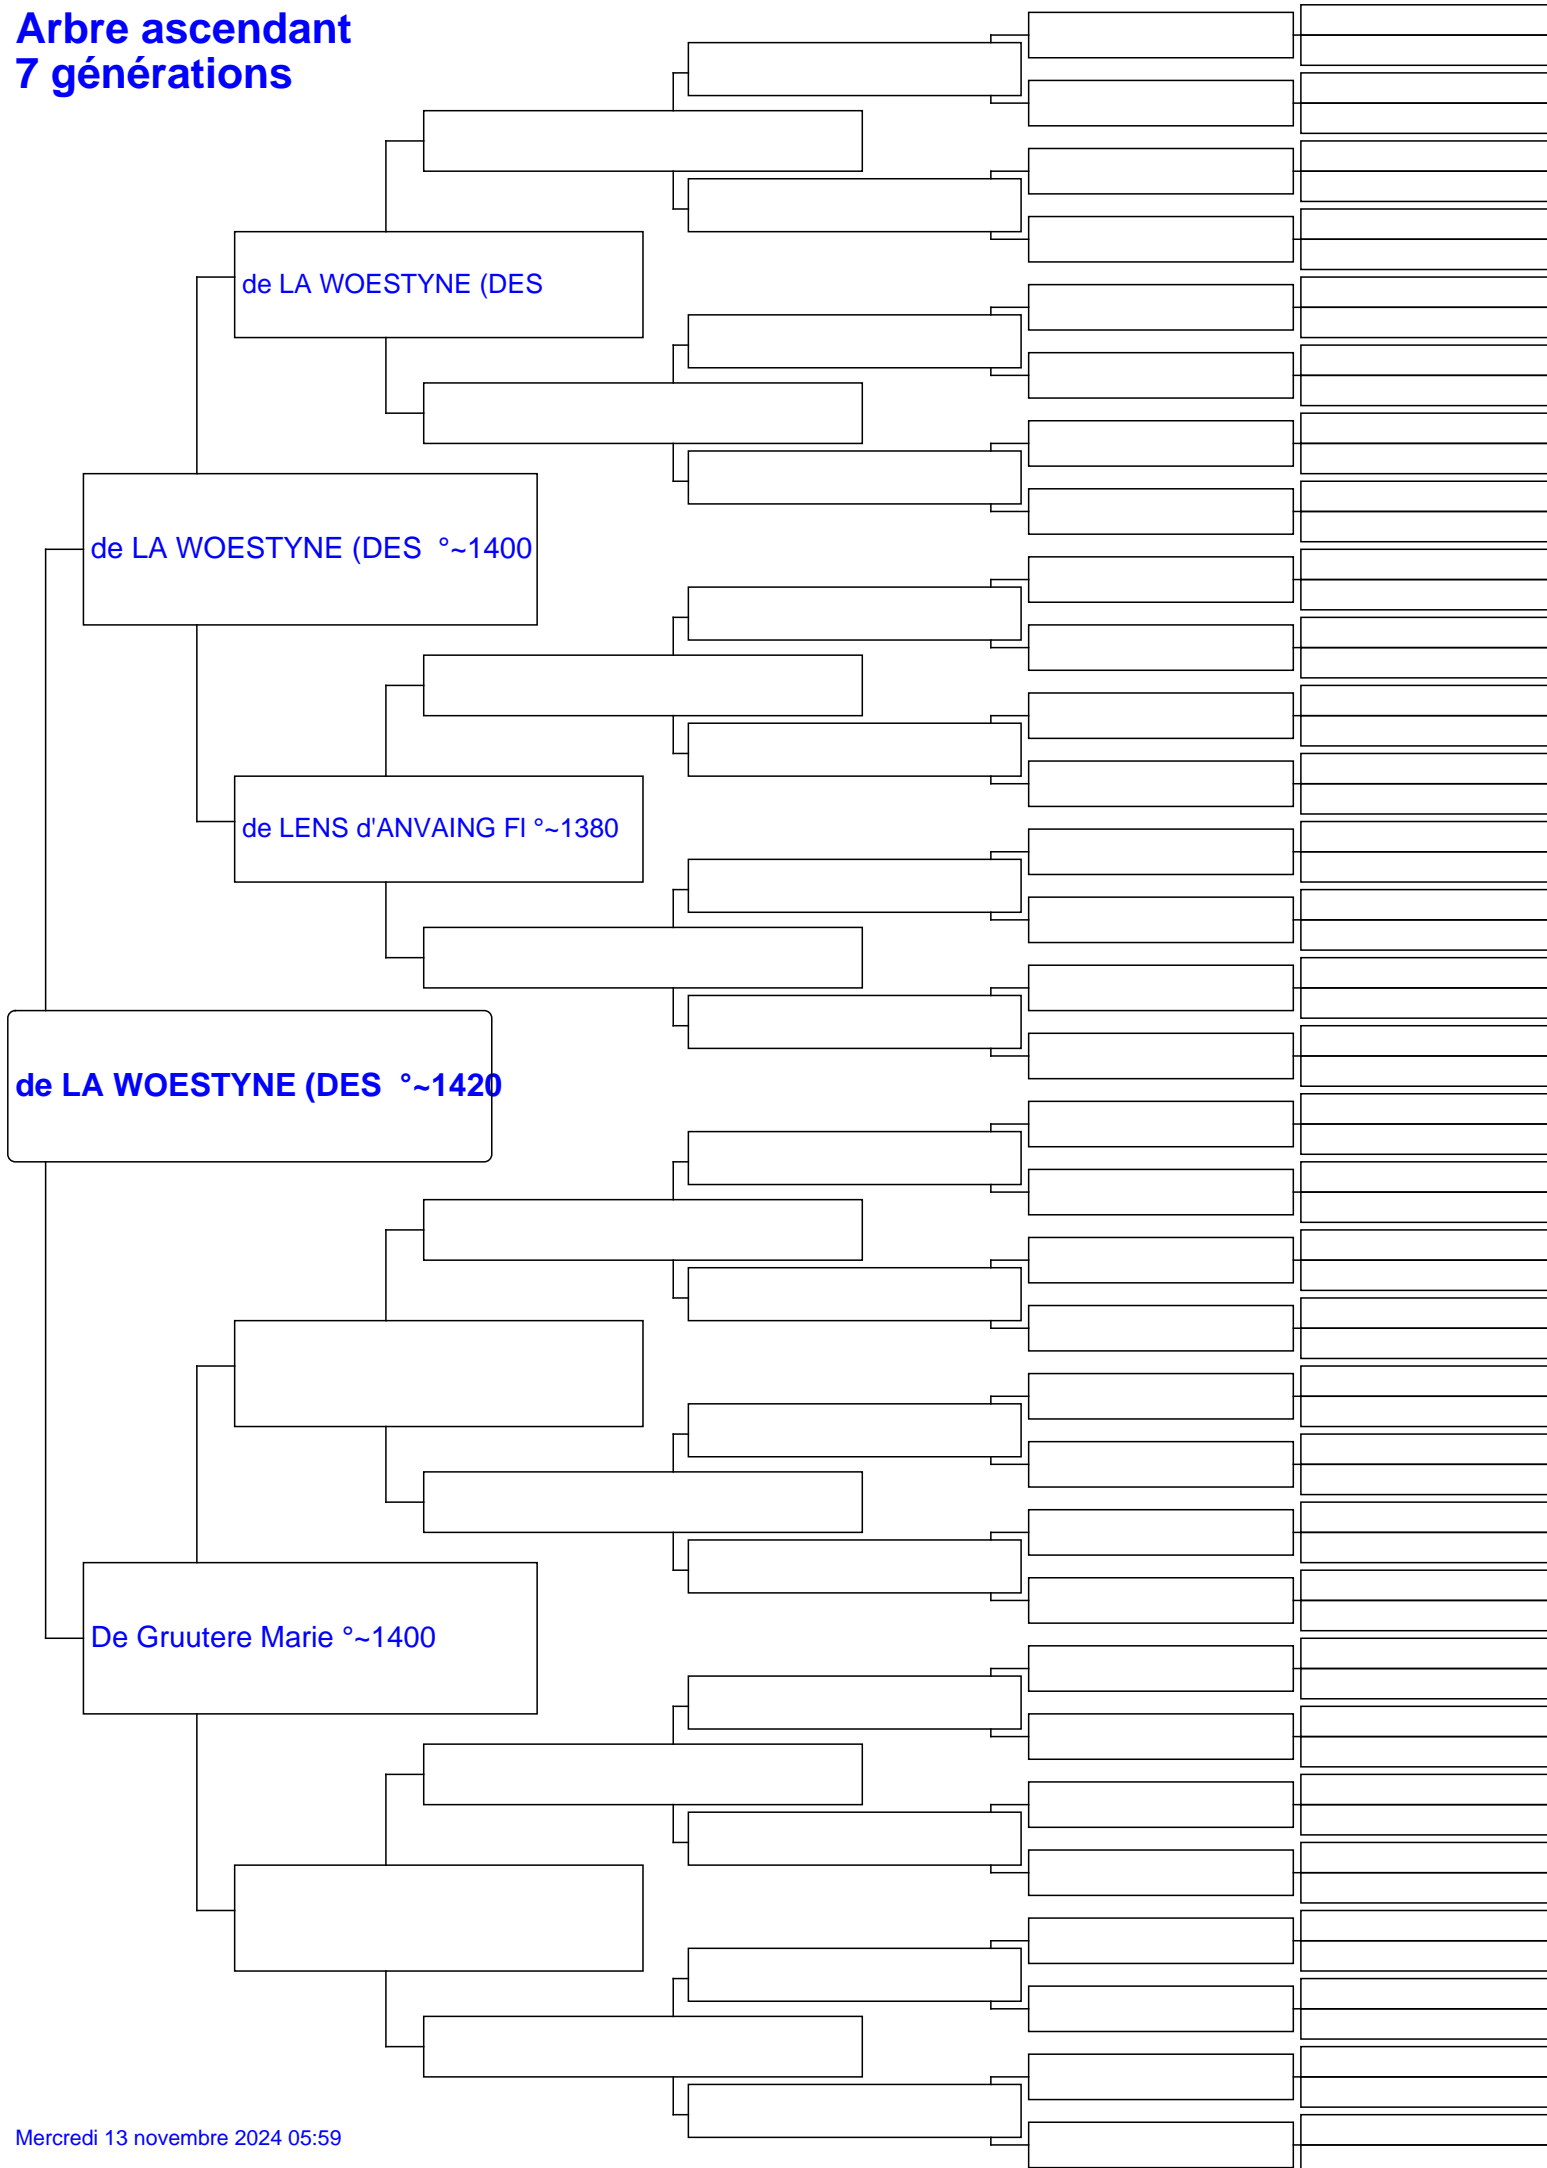 Arbre ascendant
7 générations
de LA WOESTYNE (DES
de LA WOESTYNE (DES  °~1400
de LENS d'ANVAING Fl °~1380
de LA WOESTYNE (DES  °~1420
De Gruutere Marie °~1400
Mercredi 13 novembre 2024 05:59